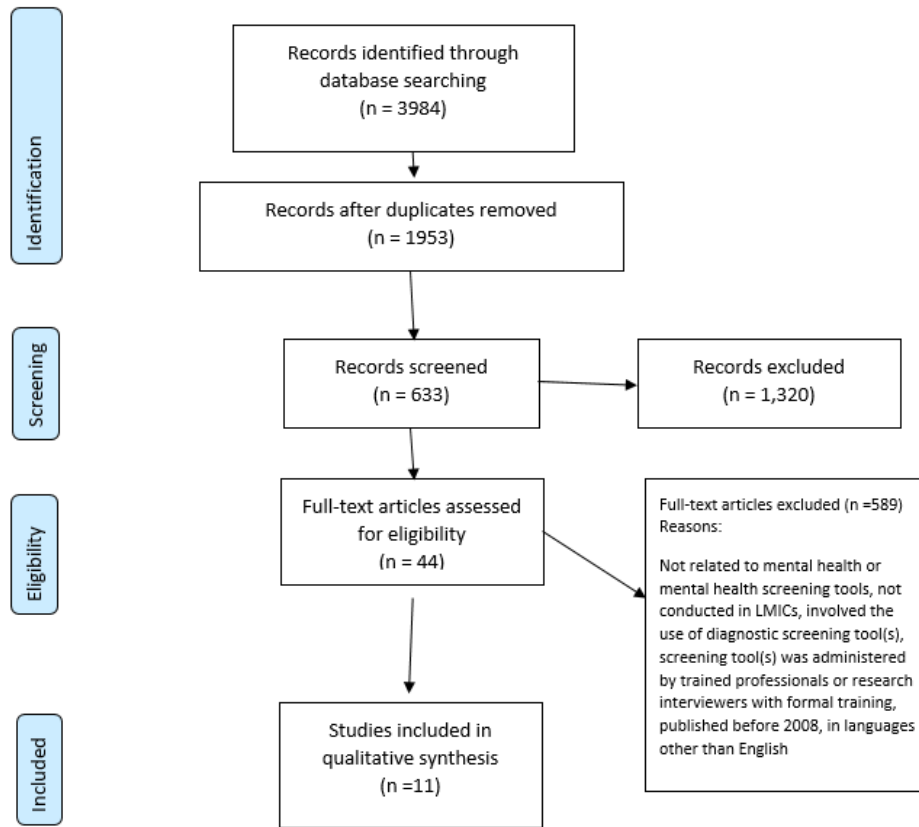 Identification
Records identified through
database searching
(n = 3984)
Records after duplicates removed
(n = 1953)
Screening
Records screened
(n = 633)
Records excluded
(n = 1,320)
Eligibility
Full-text articles assessed
for eligibility
(n = 44)
Full-text articles excluded (n =589)
Reasons:
Not related to mental health or
mental health screening tools, not
conducted in LMICs, involved the
use of diagnostic screening tool(s),
screening tool(s) was administered
by trained professionals or research
interviewers with formal training,
published before 2008, in languages
other than English
Included
Studies included in
qualitative synthesis
(n =11)